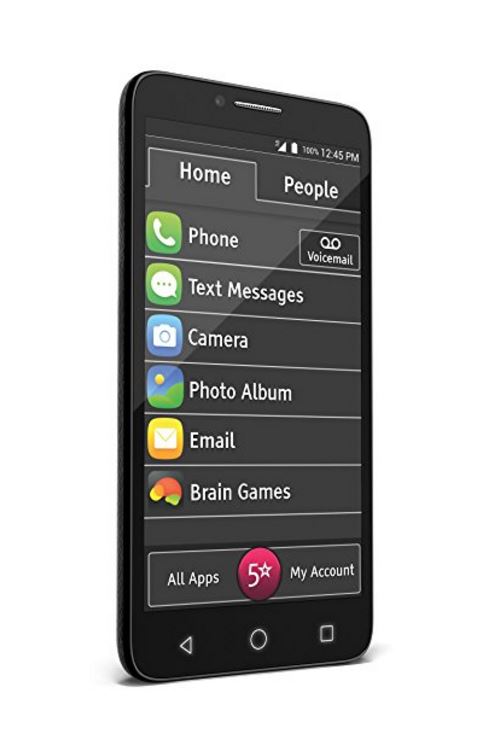 100% 12:45 PM
Home
People
Phone
Voicemail
Text Messages
Camera
Photo Album
Email
Brain Games
All Apps
5☆
My Account